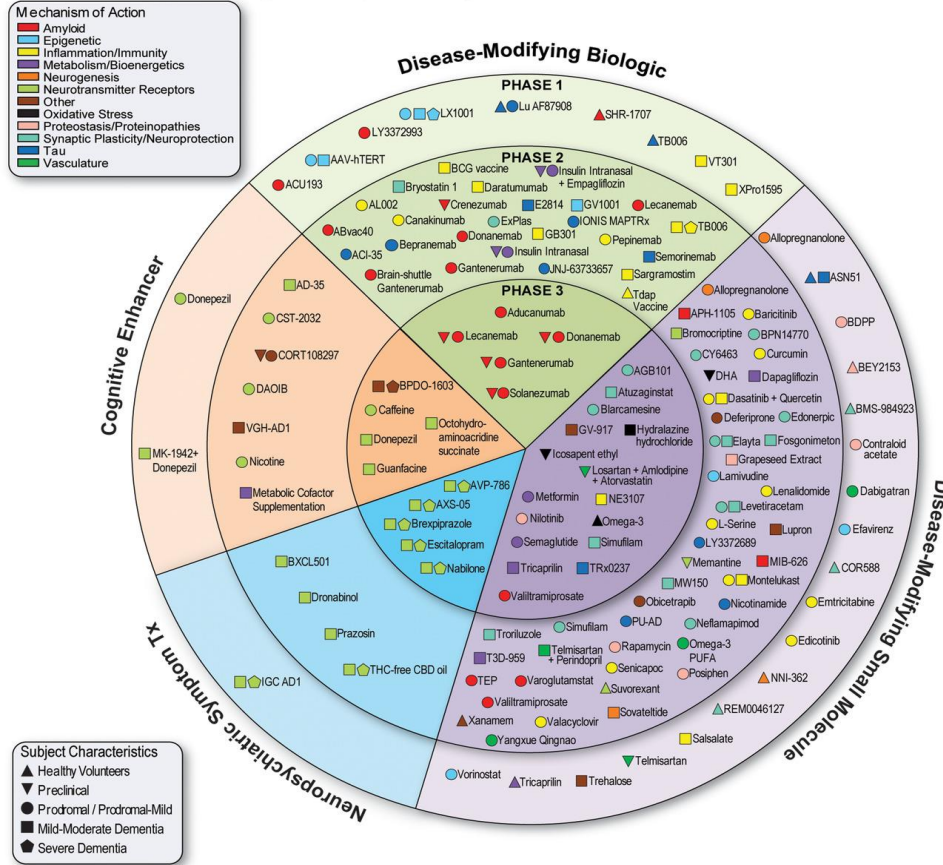 Mechanism of Action
Amyloid
Epigenetic
Inflammation/Immunity
Metabolism/Bioenergetics
Neurogenesis
Neurotransmitter Receptors
Other
Oxidative Stress
Proteostasis/Proteinopathies
Synaptic Plasticity/Neuroprotection
Tau
Vasculature
Disease-Modifying Biologic
PHASE 1
LX1001
Lu AF87908
SHR-1707
LY3372993
TB006
AAV-hTERT
VT301
ACU193
XPro1595
PHASE 2
BCG vaccine
Insulin Intranasal
+ Empagliflozin
Bryostatin 1
Daratumumab
AL002
Crenezumab
E2814
GV1001
Lecanemab
Canakinumab
ExPlas
IONIS MAPTRx
TB006
ABvac40
Donanemab
GB301
Pepinemab
Bepranemab
ACI-35
Insulin Intranasal
Semorinemab
Brain-shuttle
Gantenerumab
Gantenerumab
JNJ-63733657
Sargramostim
Tdap
Vaccine
PHASE 3
Aducanumab
Lecanemab
Donanemab
Gantenerumab
Solanezumab
Cognitive Enhancer
Donepezil
MK-1942+
Donepezil
AD-35
CST-2032
CORT108297
DAOIB
VGH-AD1
Nicotine
Metabolic Cofactor
Supplementation
BPDO-1603
Caffeine
Octohydro-
aminoacridine
succinate
Donepezil
Guanfacine
Neuropsychiatric Symptom Tx
AVP-786
AXS-05
Brexpiprazole
Escitalopram
Nabilone
BXCL501
Dronabinol
Prazosin
THC-free CBD oil
IGC AD1
Disease-Modifying Small Molecule
AGB101
Atuzaginstat
Blarcamesine
GV-917
Hydralazine
hydrochloride
Icosapent ethyl
Losartan + Amlodipine
+ Atorvastatin
Metformin
NE3107
Nilotinib
Omega-3
Semaglutide
Simufilam
Tricaprilin
TRx0237
Valiltramiprosate
Allopregnanolone
APH-1105
Baricitinib
Bromocriptine
BPN14770
CY6463
Curcumin
DHA
Dapagliflozin
Dasatinib + Quercetin
Deferiprone
Edonerpic
Elayta
Fosgonimeton
Grapeseed Extract
Lamivudine
Lenalidomide
Levetiracetam
L-Serine
Lupron
LY3372689
Memantine
MIB-626
MW150
Montelukast
Obicetrapib
Nicotinamide
Simufilam
PU-AD
Neflamapimod
Troriluzole
Telmisartan
+ Perindopril
Rapamycin
Omega-3
PUFA
T3D-959
Senicapoc
Posiphen
TEP
Varoglutamstat
Suvorexant
Valiltramiprosate
Sovateltide
Xanamem
Valacyclovir
Yangxue Qingnao
Allopregnanolone
ASN51
BDPP
BEY2153
BMS-984923
Contraloid
acetate
Dabigatran
Efavirenz
COR588
Emtricitabine
Edicotinib
NNI-362
REM0046127
Salsalate
Telmisartan
Trehalose
Tricaprilin
Vorinostat
Subject Characteristics
Healthy Volunteers
Preclinical
Prodromal / Prodromal-Mild
Mild-Moderate Dementia
Severe Dementia